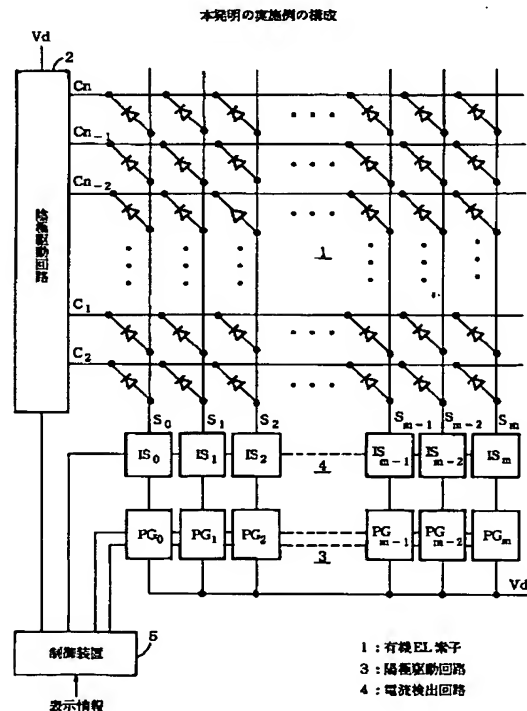 本発明の実施例の構成
Vd
2
Cn
Cn-1
Cn-2
陰極駆動回路
1
C1
C2
S0 S1 S2 Sm-1 Sm-2 Sm
IS0 IS1 IS2 4 ISm-1 ISm-2 ISm
PG0 PG1 PG2 3 PGm-1 PGm-2 PGm
Vd
制御装置 5
表示情報
1：有機EL素子
3：陽極駆動回路
4：電流検出回路